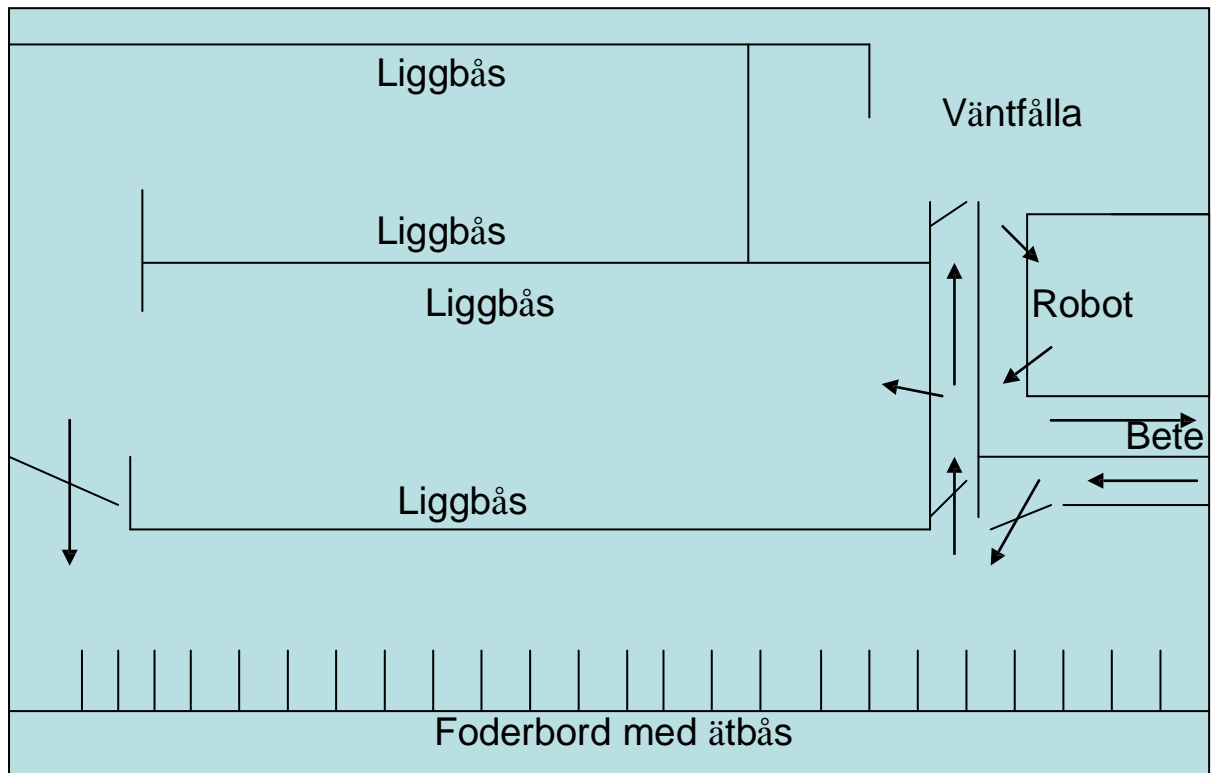 Liggbås
Väntfålla
Liggbås
Liggbås
Robot
Bete
Liggbås
Foderbord med ätbås